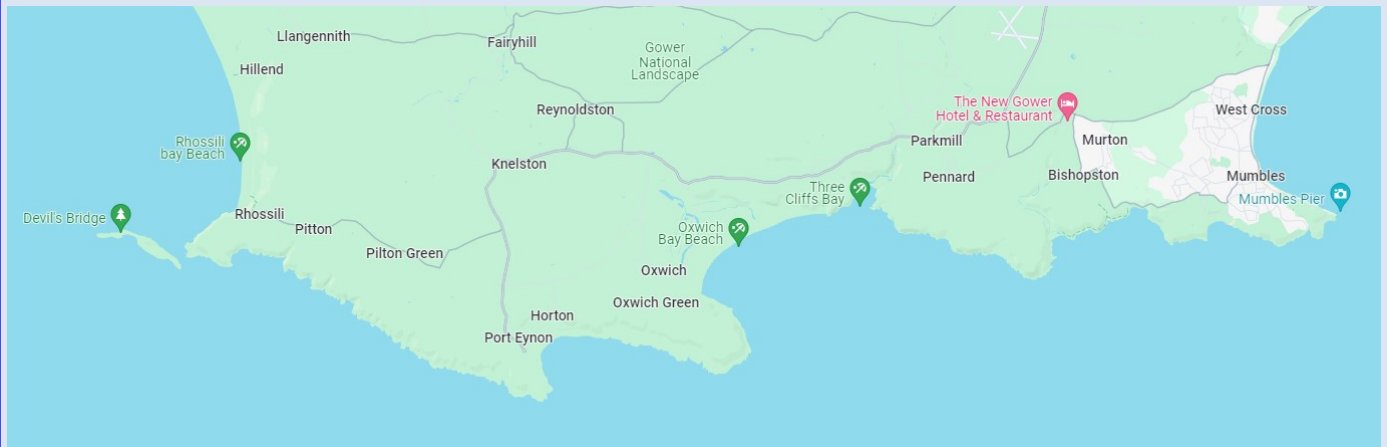 Llangennith
Fairyhill
Gower
National
Landscape
Hillend
The New Gower
Hotel & Restaurant
Reynoldston
West Cross
Rhossili
bay Beach
Parkmill
Murton
Knelston
Pennard
Bishopston
Mumbles
Three
Cliffs Bay
Mumbles Pier
Devil's Bridge
Rhossili
Pitton
Oxwich
Bay Beach
Pilton Green
Oxwich
Oxwich Green
Horton
Port Eynon